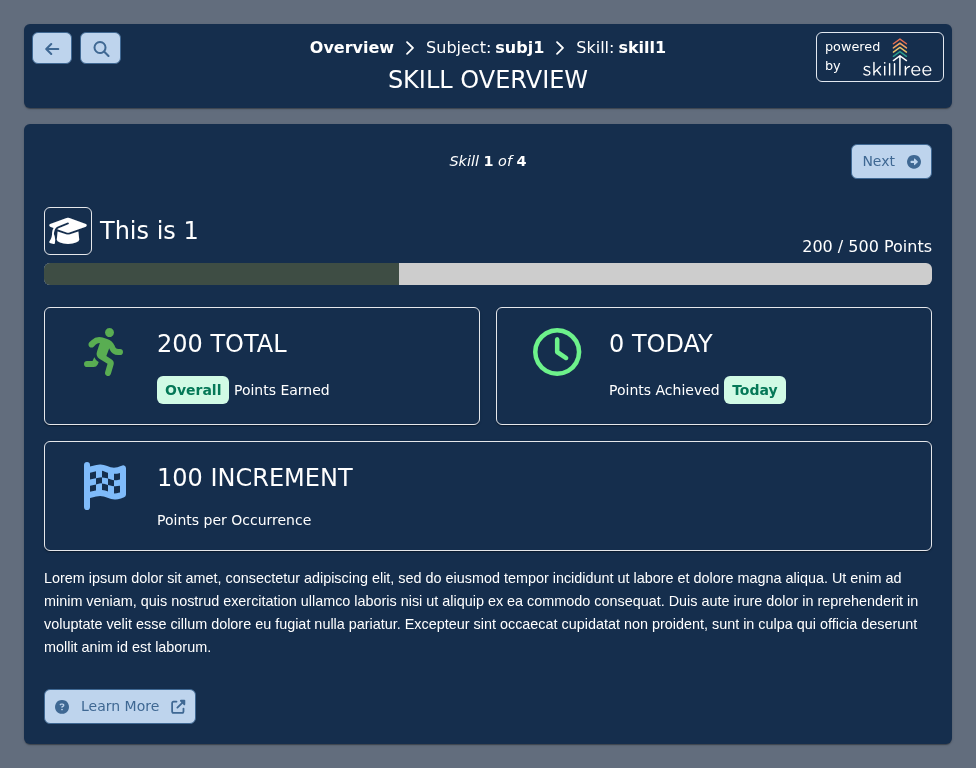 Overview > Subject: subj1 > Skill: skill1
SKILL OVERVIEW
powered
by skilltree
Skill 1 of 4
Next
This is 1
200 / 500 Points
200 TOTAL
Overall Points Earned
0 TODAY
Points Achieved Today
100 INCREMENT
Points per Occurrence
Lorem ipsum dolor sit amet, consectetur adipiscing elit, sed do eiusmod tempor incididunt ut labore et dolore magna aliqua. Ut enim ad
minim veniam, quis nostrud exercitation ullamco laboris nisi ut aliquip ex ea commodo consequat. Duis aute irure dolor in reprehenderit in
voluptate velit esse cillum dolore eu fugiat nulla pariatur. Excepteur sint occaecat cupidatat non proident, sunt in culpa qui officia deserunt
mollit anim id est laborum.
Learn More